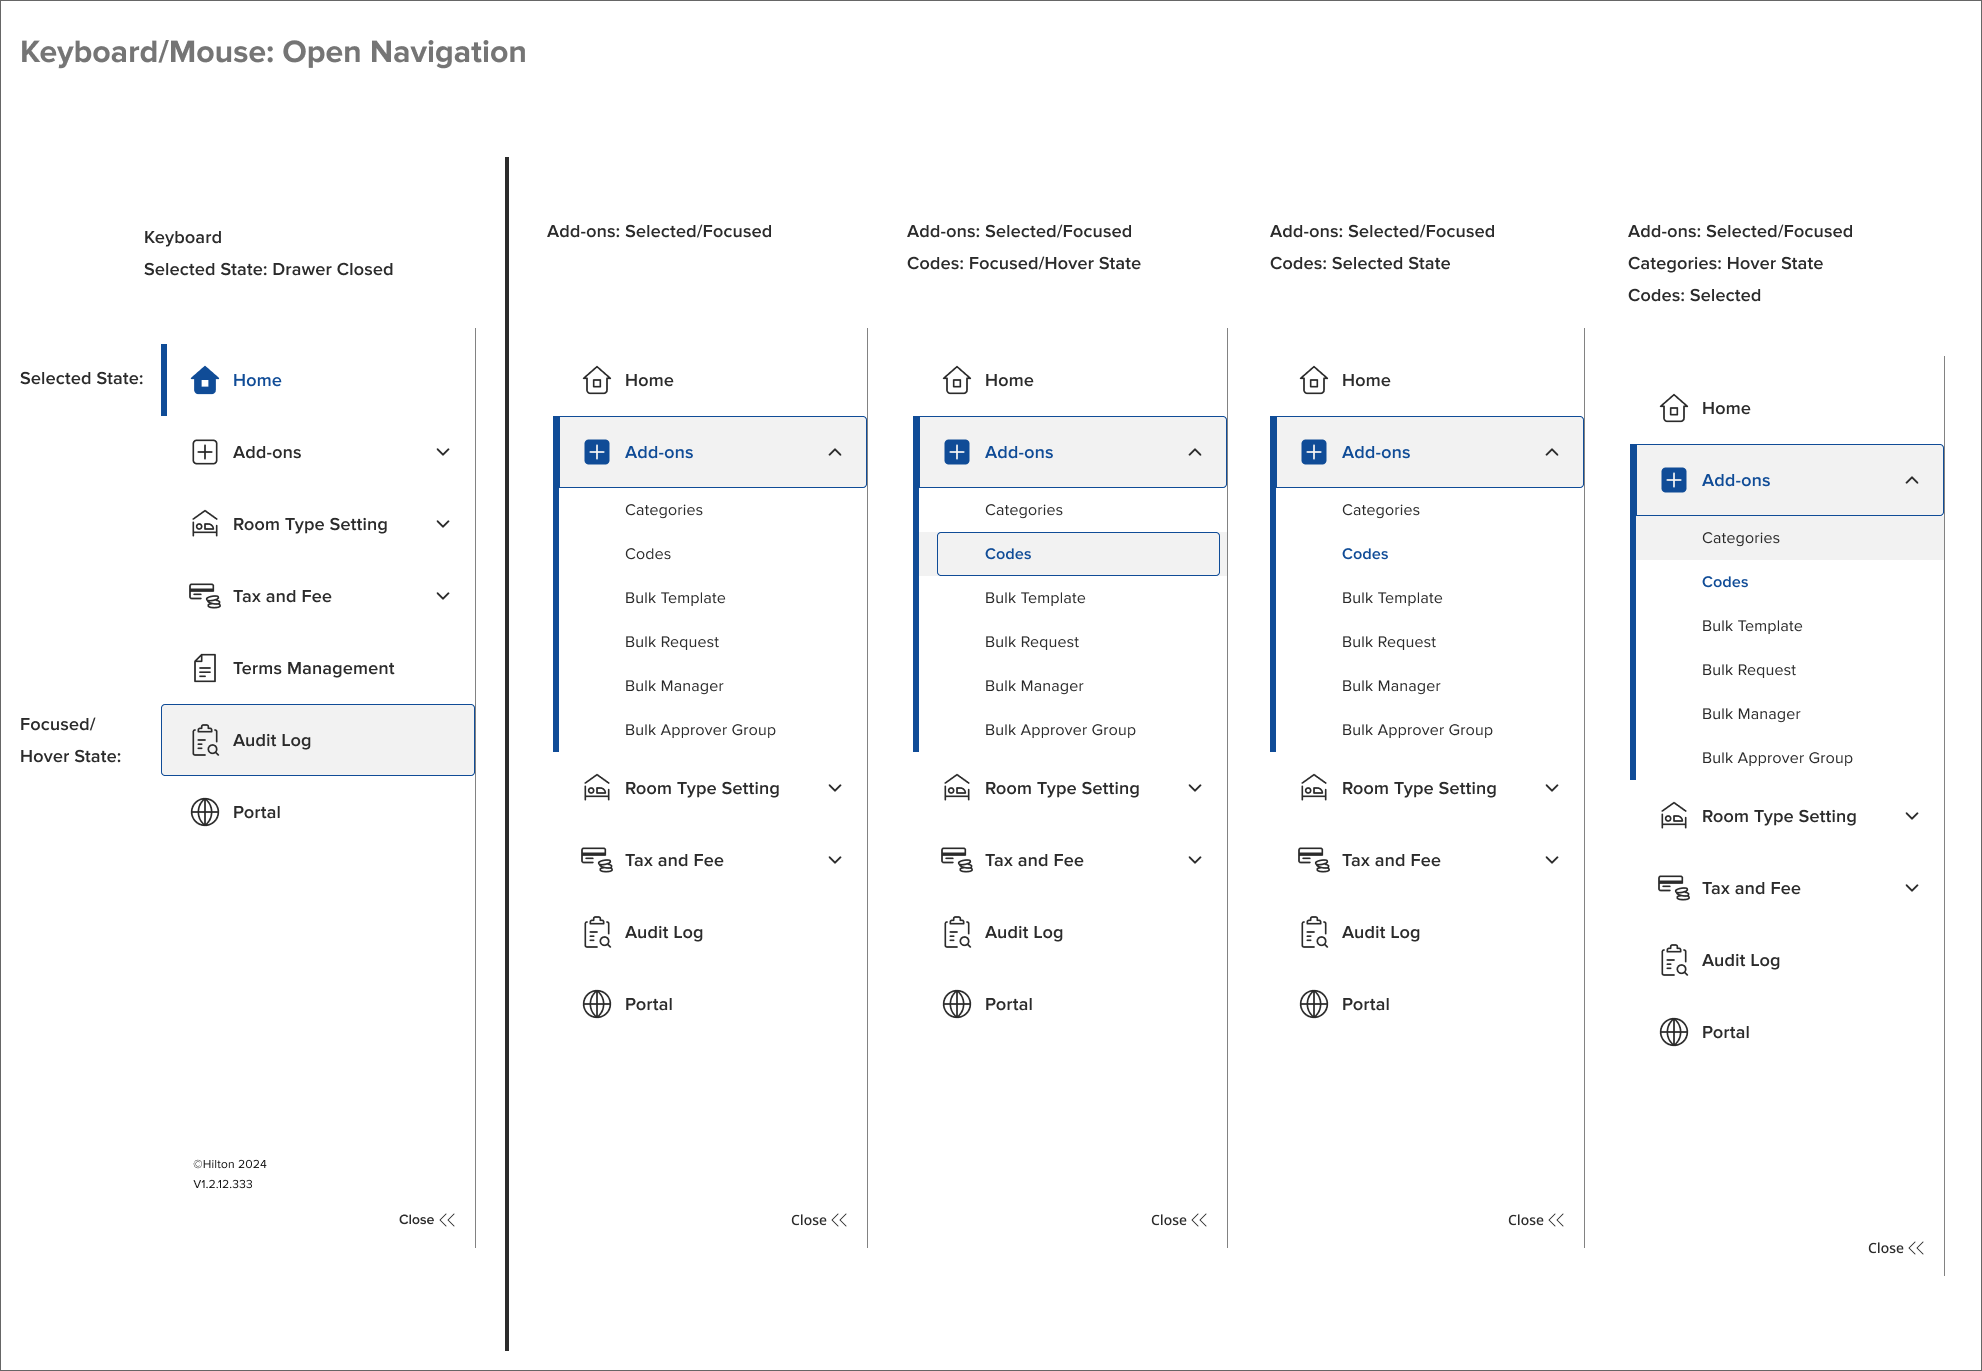 Keyboard/Mouse: Open Navigation
Keyboard
Selected State: Drawer Closed
Selected State:
Home
Add-ons
Room Type Setting
Tax and Fee
Terms Management
Focused/
Hover State:
Audit Log
Portal
©Hilton 2024
V1.2.12.333
Close
Add-ons: Selected/Focused
Home
Add-ons
Categories
Codes
Bulk Template
Bulk Request
Bulk Manager
Bulk Approver Group
Room Type Setting
Tax and Fee
Audit Log
Portal
Close
Add-ons: Selected/Focused
Codes: Focused/Hover State
Home
Add-ons
Categories
Codes
Bulk Template
Bulk Request
Bulk Manager
Bulk Approver Group
Room Type Setting
Tax and Fee
Audit Log
Portal
Close
Add-ons: Selected/Focused
Codes: Selected State
Home
Add-ons
Categories
Codes
Bulk Template
Bulk Request
Bulk Manager
Bulk Approver Group
Room Type Setting
Tax and Fee
Audit Log
Portal
Close
Add-ons: Selected/Focused
Categories: Hover State
Codes: Selected
Home
Add-ons
Categories
Codes
Bulk Template
Bulk Request
Bulk Manager
Bulk Approver Group
Room Type Setting
Tax and Fee
Audit Log
Portal
Close